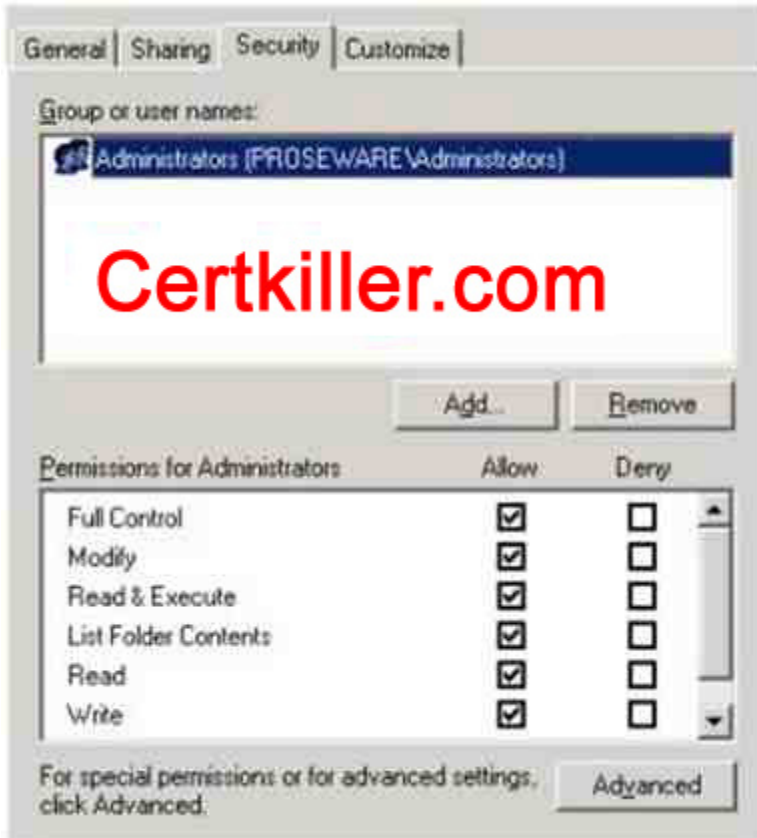 General Sharing Security Customize
Group or user names:
Administrators (PROSEWARE\Administrators)
Certkiller.com
Add... Remove
Permissions for Administrators Allow Deny
Full Control
Modify
Read & Execute
List Folder Contents
Read
Write
For special permissions or for advanced settings,
click Advanced.
Advanced